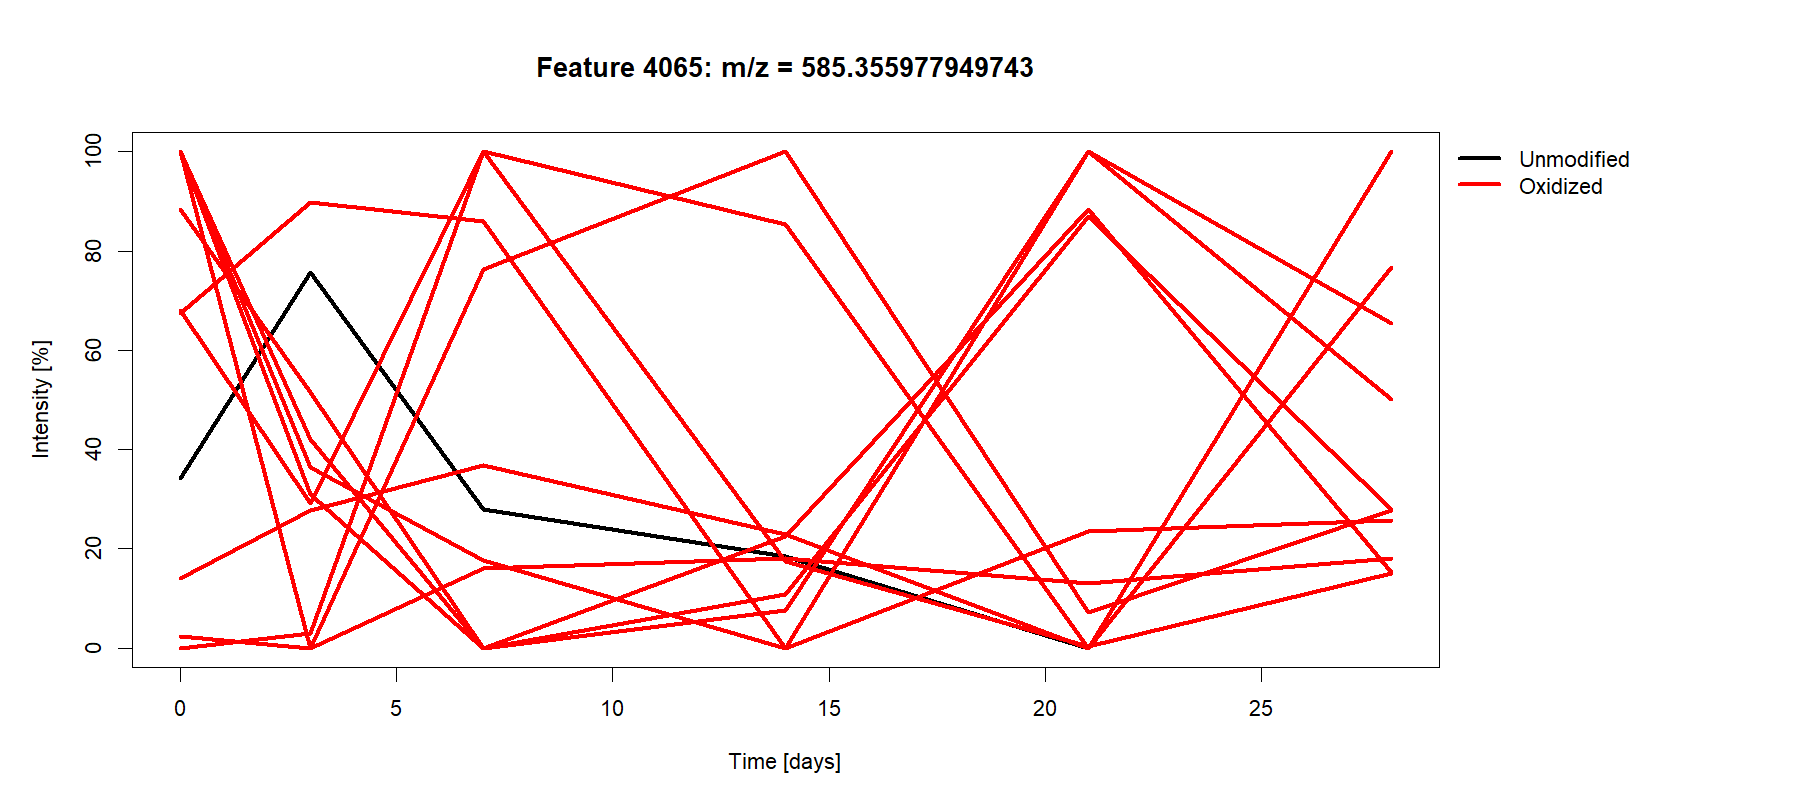 Feature 4065: m/z = 585.355977949743
Unmodified
Oxidized
Intensity [%]
100
80
60
40
20
0
0 5 10 15 20 25
Time [days]